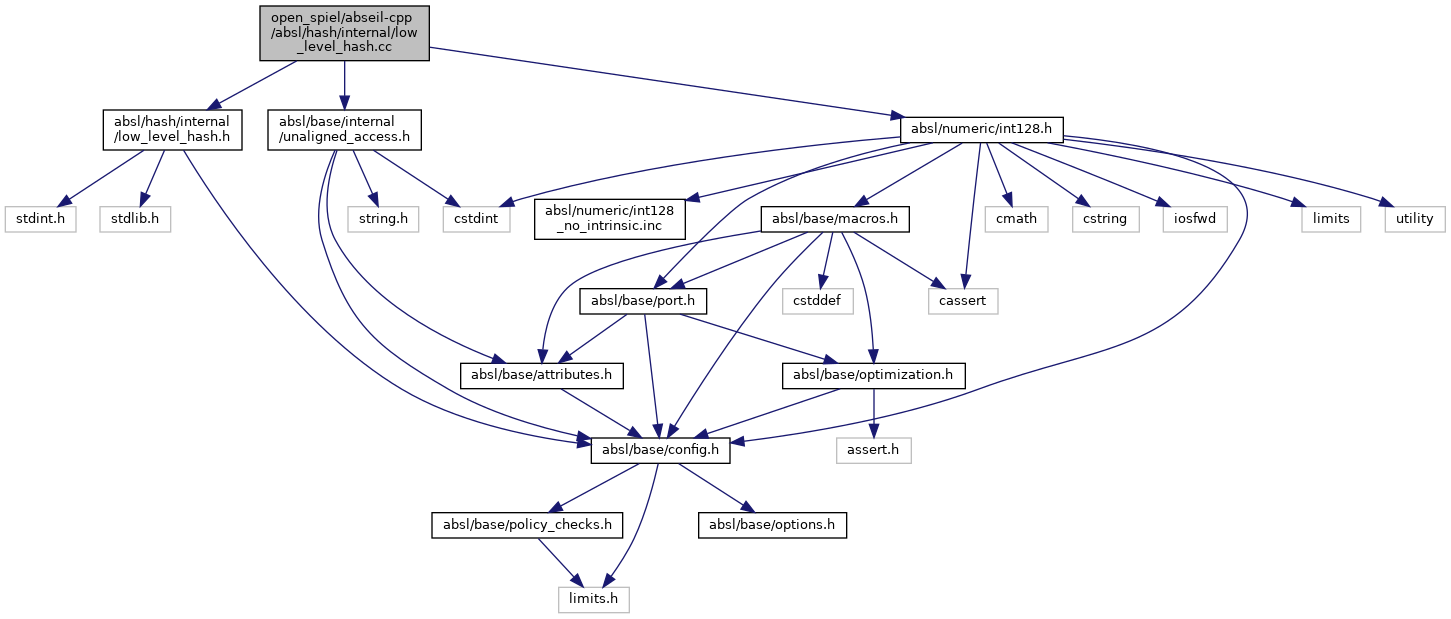 open_spiel/abseil-cpp
/absl/hash/internal/low
_level_hash.cc
absl/hash/internal
/low_level_hash.h
absl/base/internal
/unaligned_access.h
absl/numeric/int128.h
stdint.h
stdlib.h
string.h
cstdint
absl/numeric/int128
_no_intrinsic.inc
absl/base/macros.h
cmath
cstring
iosfwd
limits
utility
absl/base/port.h
cstddef
cassert
absl/base/attributes.h
absl/base/optimization.h
absl/base/config.h
assert.h
absl/base/policy_checks.h
absl/base/options.h
limits.h